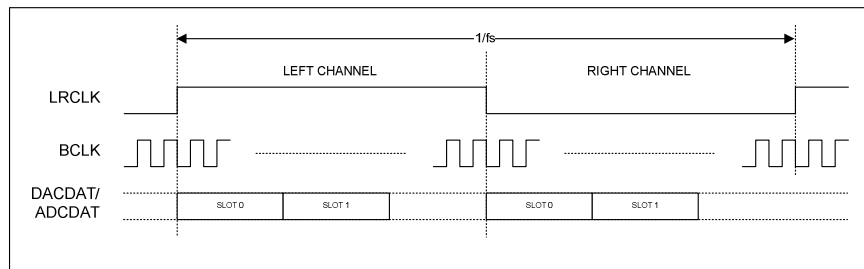 1/fs
LEFT CHANNEL
RIGHT CHANNEL
LRCLK
BCLK
DACDAT/
ADCDAT
SLOT 0
SLOT 1
SLOT 0
SLOT 1